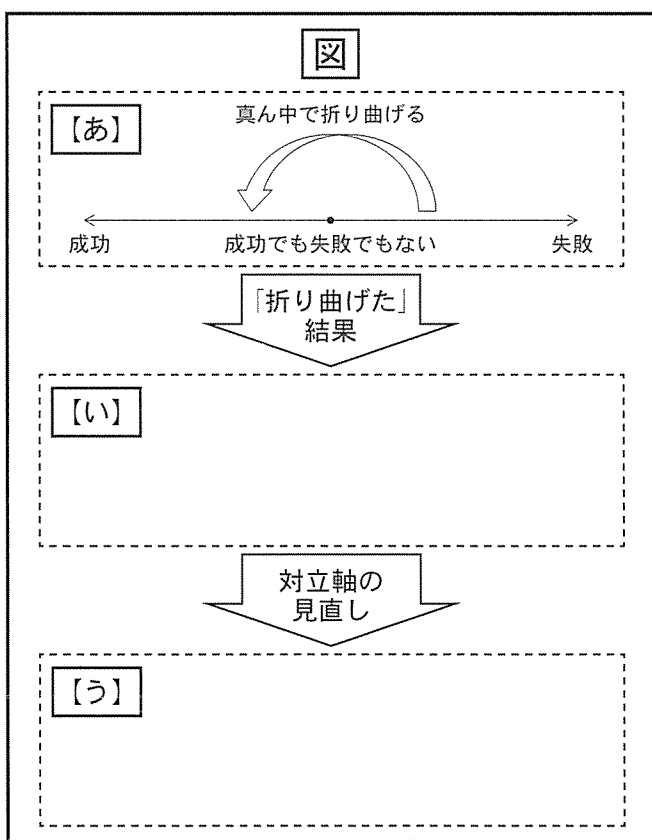 図
【あ】
真ん中で折り曲げる
成功
成功でも失敗でもない
失敗
「折り曲げた」
結果
【い】
対立軸の
見直し
【う】